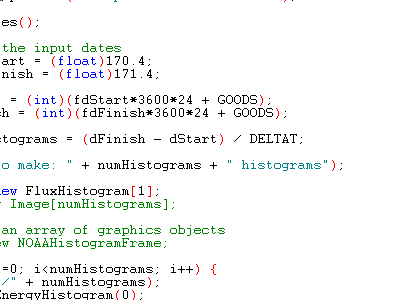 es();
the input dates
art = (float)170.4;
nish = (float)171.4;
= (int)(fdStart*3600*24 + GOODS);
h = (int)(fdFinish*3600*24 + GOODS);
tograms = (dFinish - dStart) / DELTAT;
o make: " + numHistograms + " histograms");
ew FluxHistogram[1];
Image[numHistograms];
an array of graphics objects
ew NOAAHistogramFrame;
=0; i<numHistograms; i++) {
/" + numHistograms);
EnergyHistogram(0);